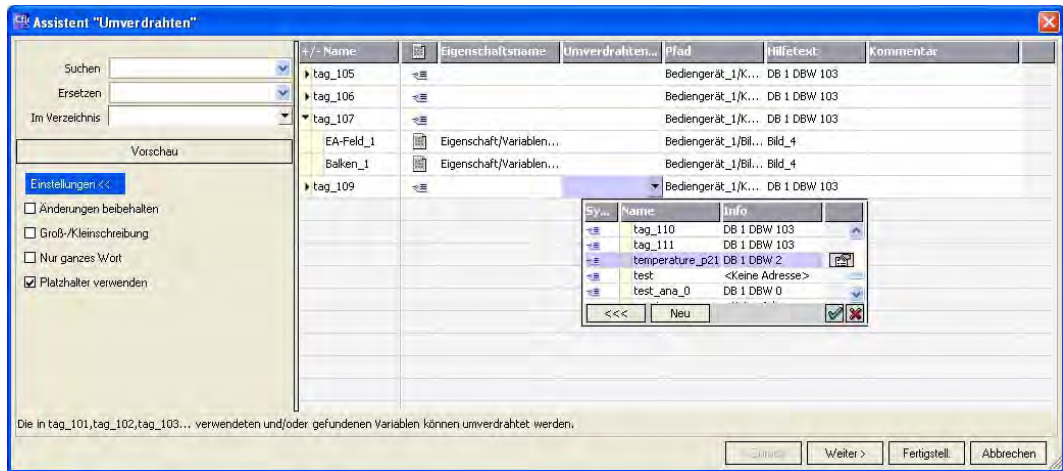 Assistent "Umverdrahten"
Suchen
Ersetzen
Im Verzeichnis
Vorschau
Einstellungen <<
Änderungen beibehalten
Groß-/Kleinschreibung
Nur ganzes Wort
Platzhalter verwenden
+/- Name Eigenschaftsname Umverdrahten... Pfad Hilfetext Kommentar
tag_105 Bediengerät_1/K... DB 1 DBW 103
tag_106 Bediengerät_1/K... DB 1 DBW 103
tag_107 Bediengerät_1/K... DB 1 DBW 103
EA-Feld_1 Eigenschaft/Variablen... Bediengerät_1/Bil... Bild_4
Balken_1 Eigenschaft/Variablen... Bediengerät_1/Bil... Bild_4
tag_109 Bediengerät_1/K... DB 1 DBW 103
Sy... Name Info
tag_110 DB 1 DBW 103
tag_111 DB 1 DBW 103
temperature_p21 DB 1 DBW 2
test <Keine Adresse>
test_ana_0 DB 1 DBW 0
<<< Neu
Die in tag_101,tag_102,tag_103... verwendeten und/oder gefundenen Variablen können umverdrahtet werden.
Weiter > Fertigstell. Abbrechen